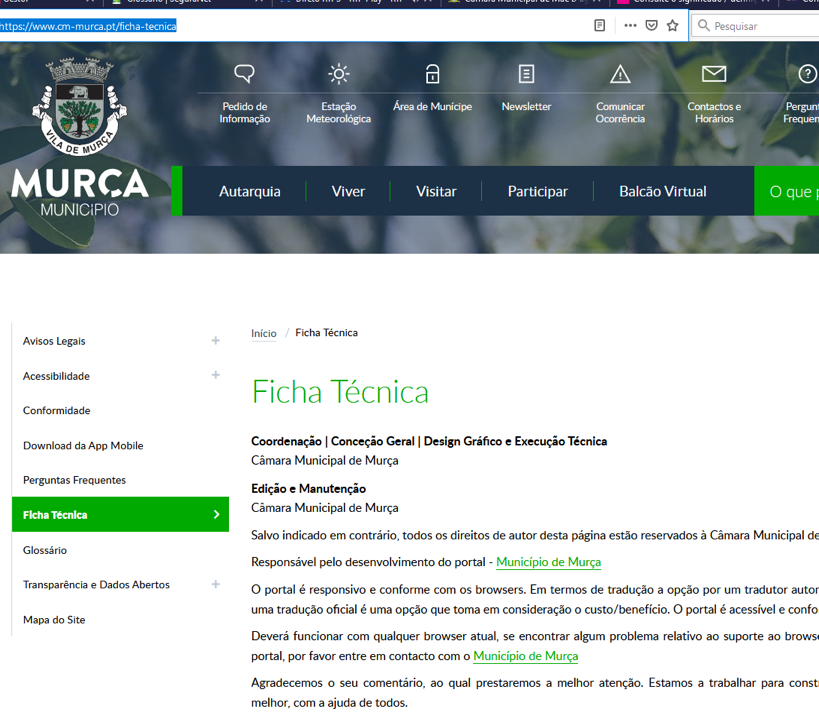 https://www.cm-murca.pt/ficha-tecnica
Pesquisar
VILA DE MURÇA
MURÇA
MUNICÍPIO
Pedido de
Informação
Estação
Meteorológica
Área de Munícipe
Newsletter
Comunicar
Ocorrência
Contactos e
Horários
Autarquia
Viver
Visitar
Participar
Balcão Virtual
O que
Avisos Legais
Acessibilidade
Conformidade
Download da App Mobile
Perguntas Frequentes
Ficha Técnica
Glossário
Transparência e Dados Abertos
Mapa do Site
Início / Ficha Técnica
Ficha Técnica
Coordenação | Conceção Geral | Design Gráfico e Execução Técnica
Câmara Municipal de Murça
Edição e Manutenção
Câmara Municipal de Murça
Salvo indicado em contrário, todos os direitos de autor desta página estão reservados à Câmara Municipal de
Responsável pelo desenvolvimento do portal - Município de Murça
O portal é responsivo e conforme com os browsers. Em termos de tradução a opção por um tradutor
uma tradução oficial é uma opção que toma em consideração o custo/benefício. O portal é acessível e
Deverá funcionar com qualquer browser atual, se encontrar algum problema relativo ao suporte ao
portal, por favor entre em contacto com o Município de Murça
Agradecemos o seu comentário, ao qual prestaremos a melhor atenção. Estamos a trabalhar para
melhor, com a ajuda de todos.